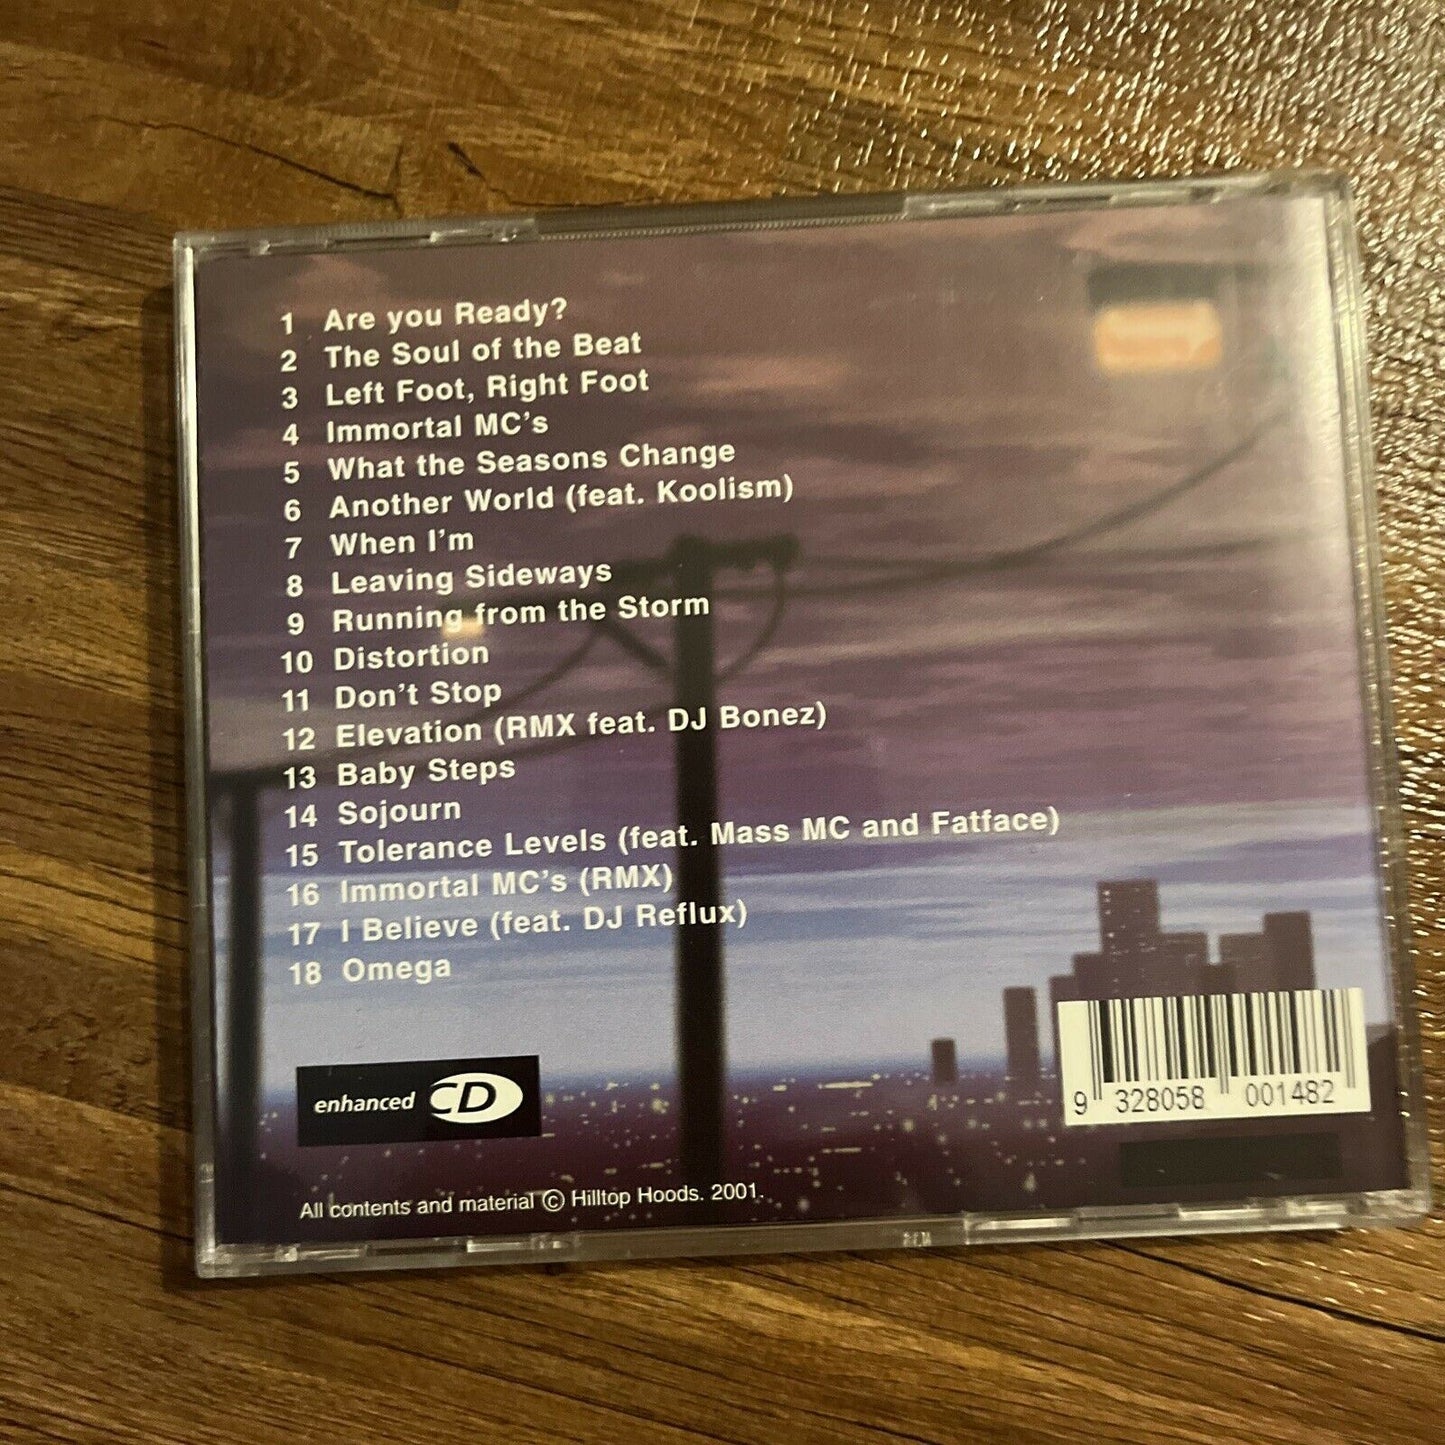 1 Are you Ready?
2 The Soul of the Beat
3 Left Foot, Right Foot
4 Immortal MC's
5 What the Seasons Change
6 Another World (feat. Koolism)
7 When I'm
8 Leaving Sideways
9 Running from the Storm
10 Distortion
11 Don't Stop
12 Elevation (RMX feat. DJ Bonez)
13 Baby Steps
14 Sojourn
15 Tolerance Levels (feat. Mass MC and Fatface)
16 Immortal MC's (RMX)
17 I Believe (feat. DJ Reflux)
18 Omega
enhanced CD
9 328058 001482
All contents and material © Hilltop Hoods. 2001.